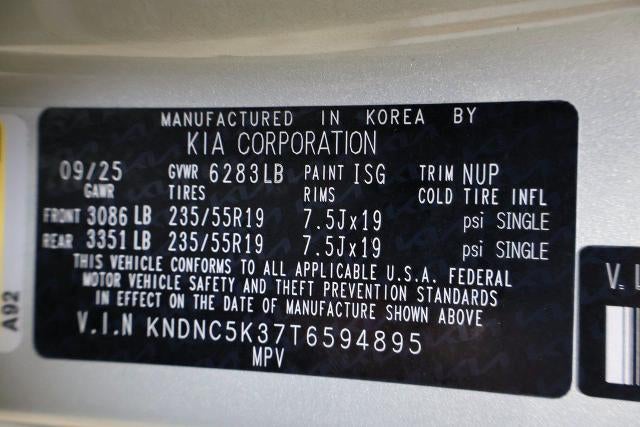 MANUFACTURED IN KOREA BY
KIA CORPORATION
09/25 GVWR 6283LB PAINT ISG TRIM NUP
GAWR TIRES RIMS COLD TIRE INFL
FRONT 3086 LB 235/55R19 7.5Jx19 psi SINGLE
REAR 3351 LB 235/55R19 7.5Jx19 psi SINGLE
THIS VEHICLE CONFORMS TO ALL APPLICABLE U.S.A. FEDERAL
MOTOR VEHICLE SAFETY AND THEFT PREVENTION STANDARDS
IN EFFECT ON THE DATE OF MANUFACTURE SHOWN ABOVE
V.I.N KNDNC5K37T6594895
MPV
A92
V.